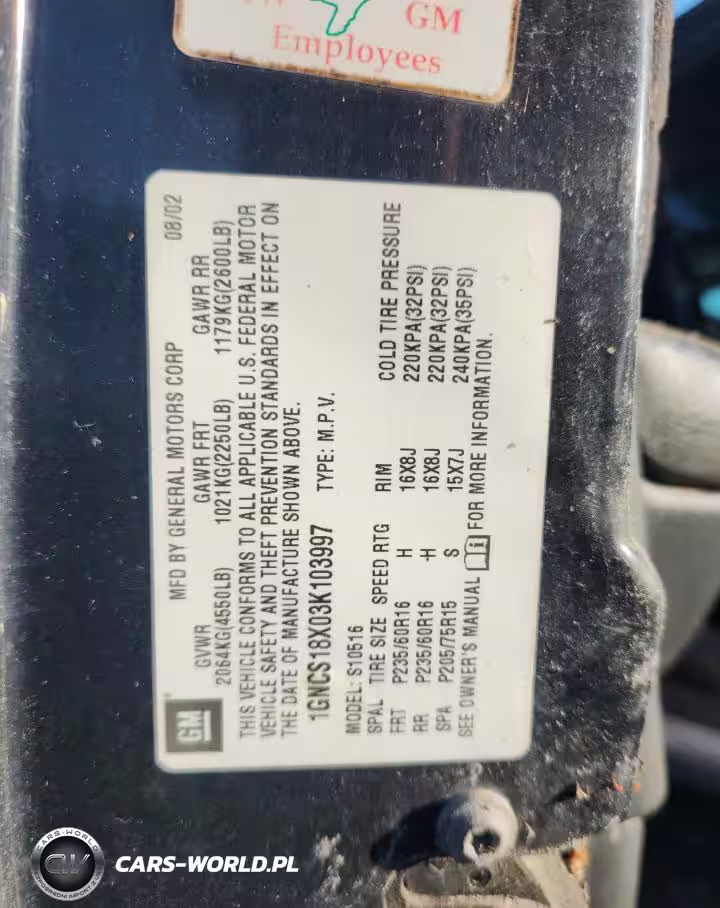 GM
Employees
MFD BY GENERAL MOTORS CORP 08/02
GVWR GAWR FRT GAWR RR
2064KG(4550LB) 1021KG(2250LB) 1179KG(2600LB)
THIS VEHICLE CONFORMS TO ALL APPLICABLE U.S. FEDERAL MOTOR
VEHICLE SAFETY AND THEFT PREVENTION STANDARDS IN EFFECT ON
THE DATE OF MANUFACTURE SHOWN ABOVE.
1GNCS18X03K103997 TYPE: M.P.V.
MODEL: S10516
SPAL TIRE SIZE SPEED RTG RIM COLD TIRE PRESSURE
FRT P235/60R16 H 16X8J 220KPA(32PSI)
RR P235/60R16 H 16X8J 220KPA(32PSI)
SPA P205/75R15 S 15X7J 240KPA(35PSI)
SEE OWNER'S MANUAL FOR MORE INFORMATION.
GM
CARS-WORLD
CW
CARS-WORLD.PL